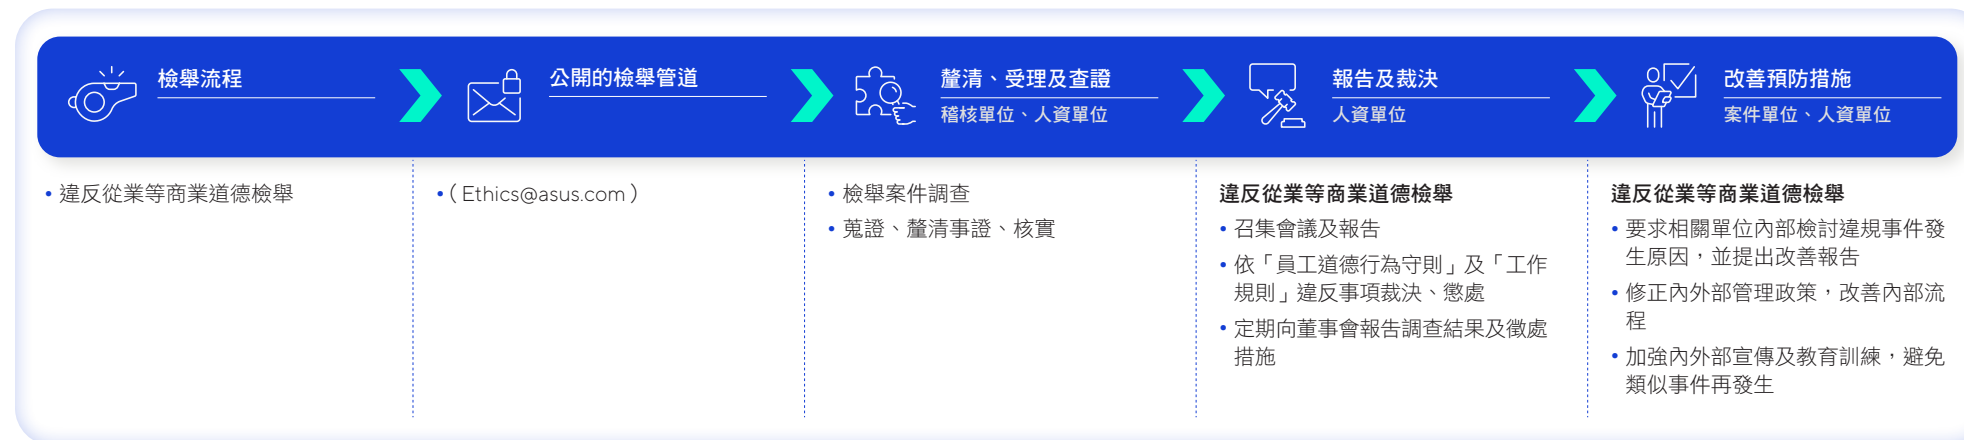 檢舉流程
公開的檢舉管道
釐清、受理及查證
稽核單位、人資單位
報告及裁決
人資單位
改善預防措施
案件單位、人資單位
• 違反從業等商業道德檢舉
• ( Ethics@asus.com )
• 檢舉案件調查
• 蒐證、釐清事證、核實
違反從業等商業道德檢舉
• 召集會議及報告
• 依「員工道德行為守則」及「工作
規則」違反事項裁決、懲處
• 定期向董事會報告調查結果及徵處
措施
違反從業等商業道德檢舉
• 要求相關單位內部檢討違規事件發
生原因，並提出改善報告
• 修正內外部管理政策，改善內部流
程
• 加強內外部宣傳及教育訓練，避免
類似事件再發生